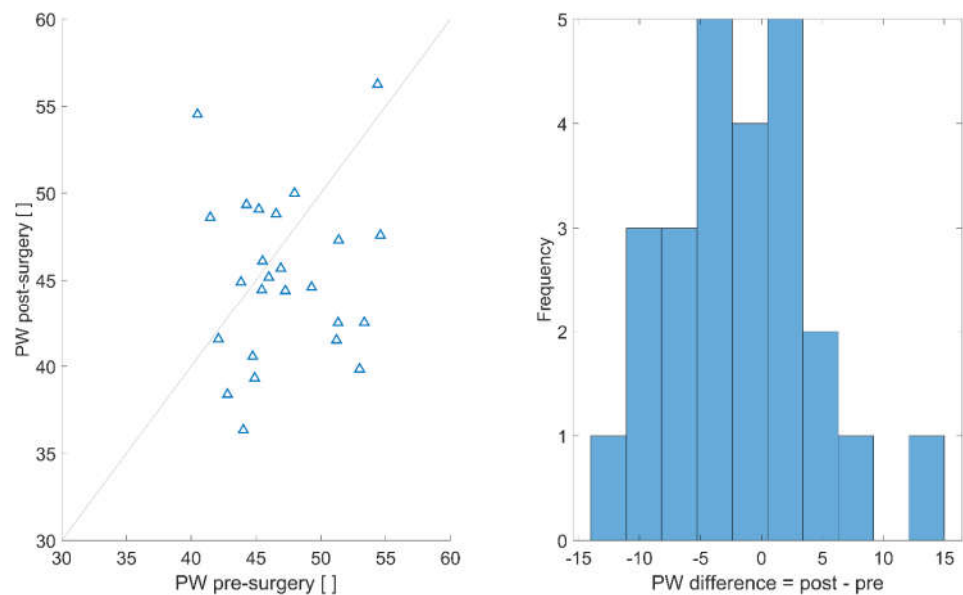 60
55
50
45
40
35
30
PW post-surgery [ ]
30 35 40 45 50 55 60
PW pre-surgery [ ]
5
4
3
2
1
0
Frequency
-15 -10 -5 0 5 10 15
PW difference = post - pre